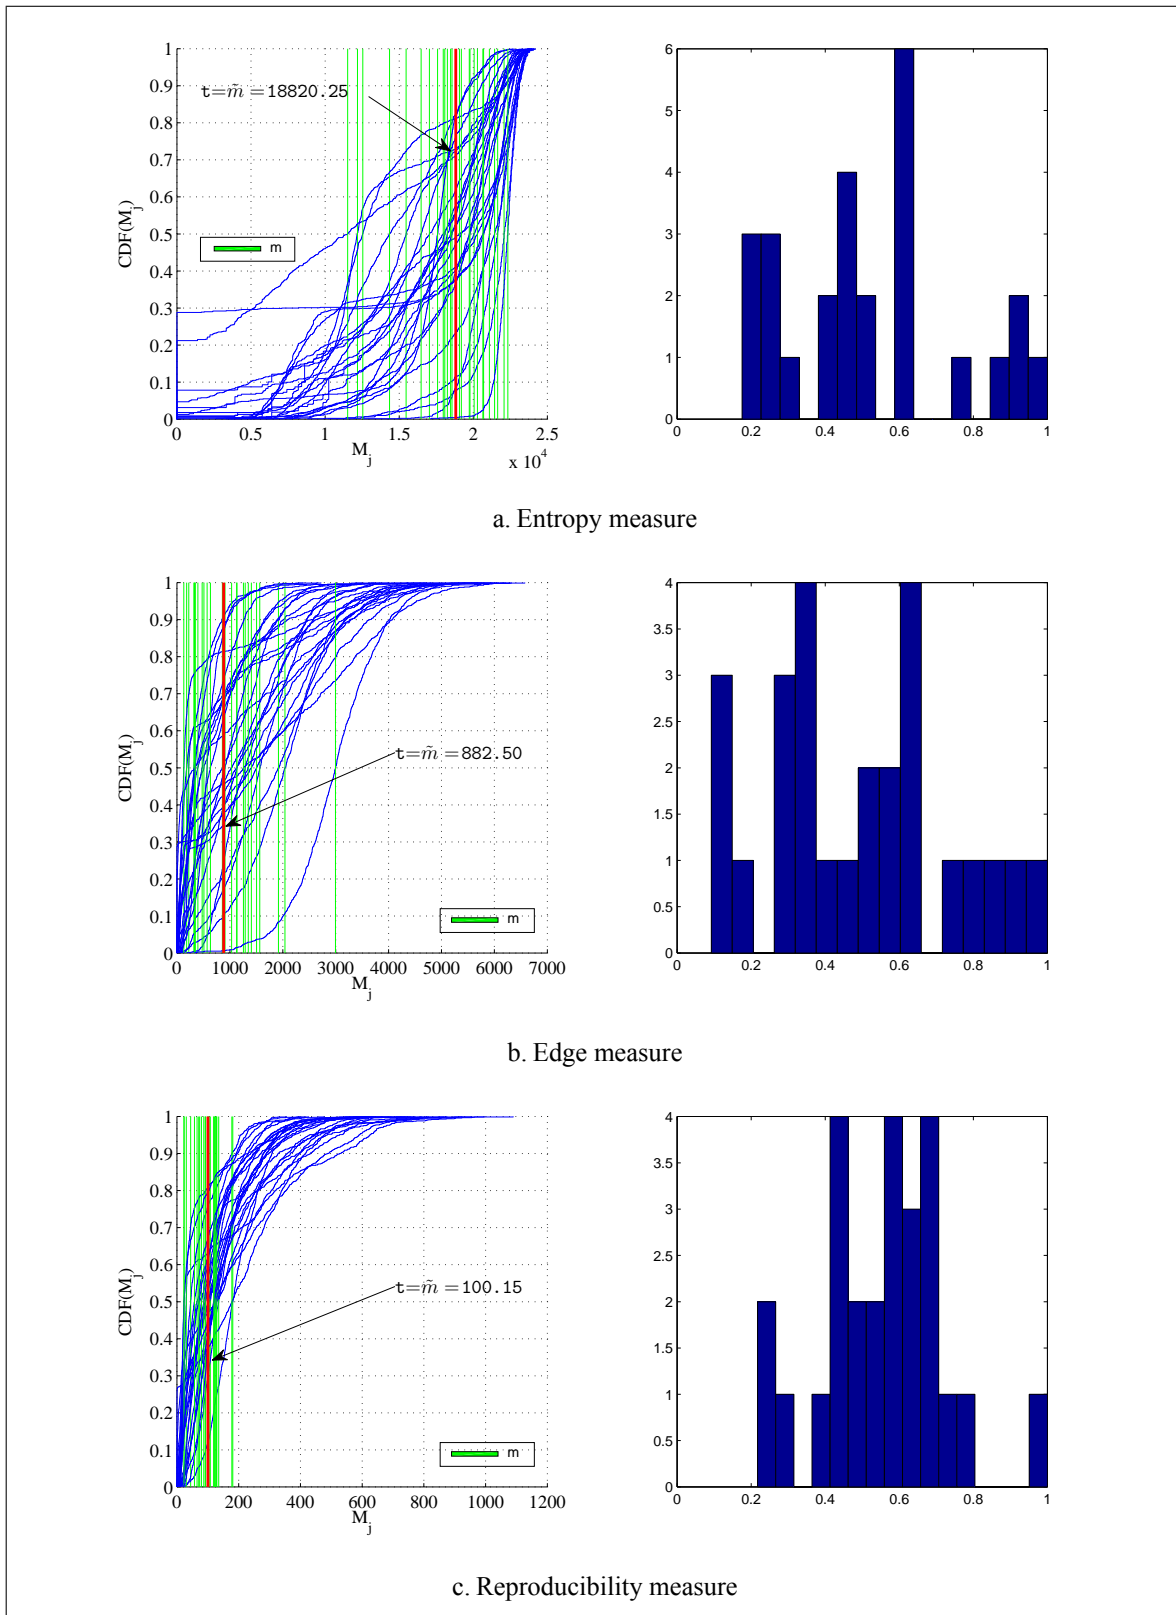 1
0.9
0.8
0.7
0.6
0.5
0.4
0.3
0.2
0.1
0
CDF(M_j)
t=m̃=18820.25
m
0 0.5 1 1.5 2 2.5
M_j
x 10^4
6
5
4
3
2
1
0
0 0.2 0.4 0.6 0.8 1
a. Entropy measure
1
0.9
0.8
0.7
0.6
0.5
0.4
0.3
0.2
0.1
0
CDF(M_j)
t=m̃=882.50
m
0 1000 2000 3000 4000 5000 6000 7000
M_j
4
3.5
3
2.5
2
1.5
1
0.5
0
0 0.2 0.4 0.6 0.8 1
b. Edge measure
1
0.9
0.8
0.7
0.6
0.5
0.4
0.3
0.2
0.1
0
CDF(M_j)
t=m̃=100.15
m
0 200 400 600 800 1000 1200
M_j
4
3.5
3
2.5
2
1.5
1
0.5
0
0 0.2 0.4 0.6 0.8 1
c. Reproducibility measure